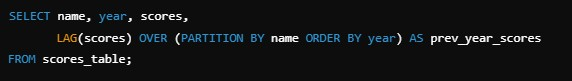 SELECT name, year, scores,
LAG(scores) OVER (PARTITION BY name ORDER BY year) AS prev_year_scores
FROM scores_table;